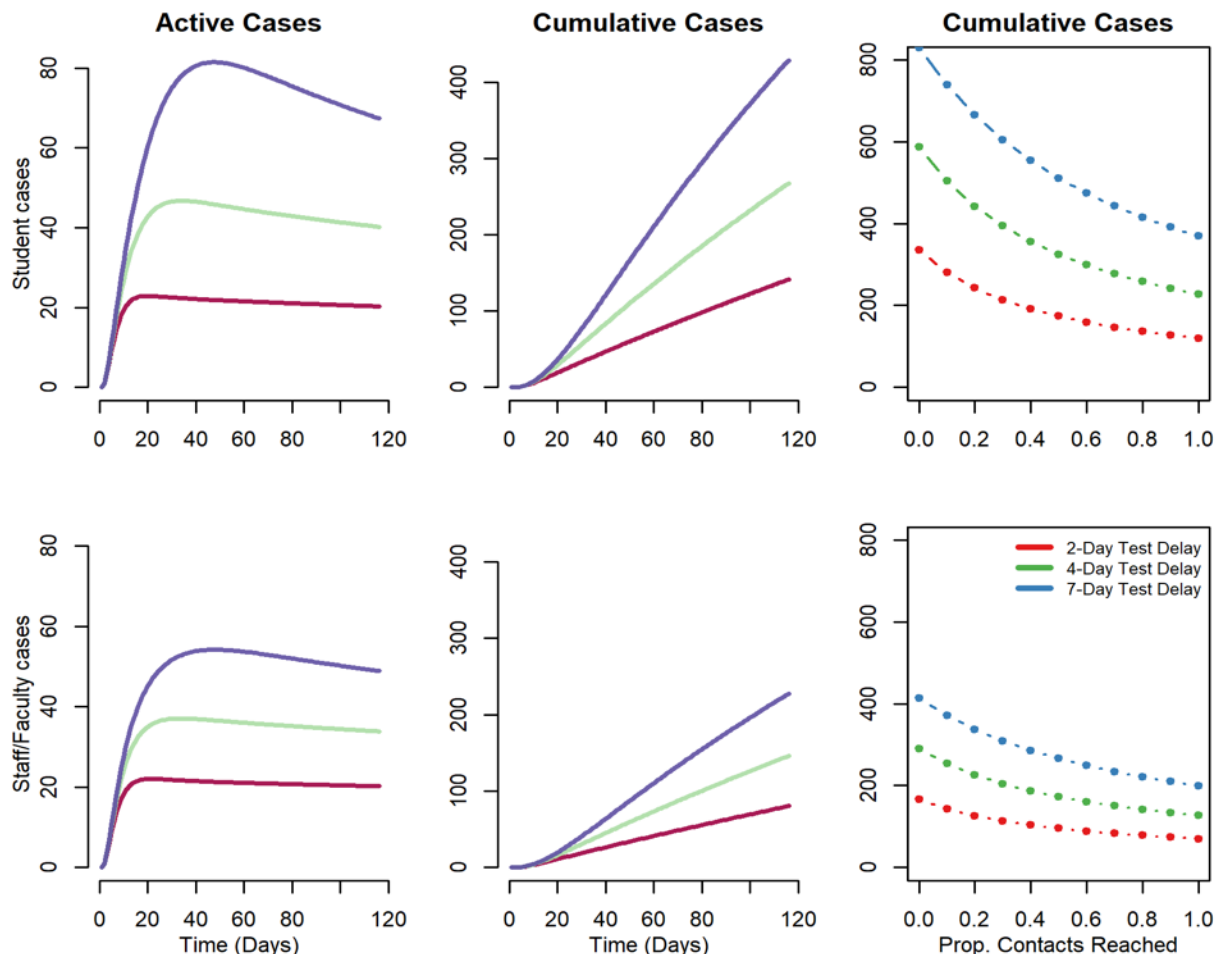 Active Cases
Cumulative Cases
Cumulative Cases
Student cases
0 20 40 60 80
0 20 40 60 80 120
0 100 200 300 400
0 20 40 60 80 120
0 200 400 600 800
0.0 0.2 0.4 0.6 0.8 1.0
Staff/Faculty cases
0 20 40 60 80
0 20 40 60 80 120
Time (Days)
0 100 200 300 400
0 20 40 60 80 120
Time (Days)
0 200 400 600 800
2-Day Test Delay
4-Day Test Delay
7-Day Test Delay
0.0 0.2 0.4 0.6 0.8 1.0
Prop. Contacts Reached